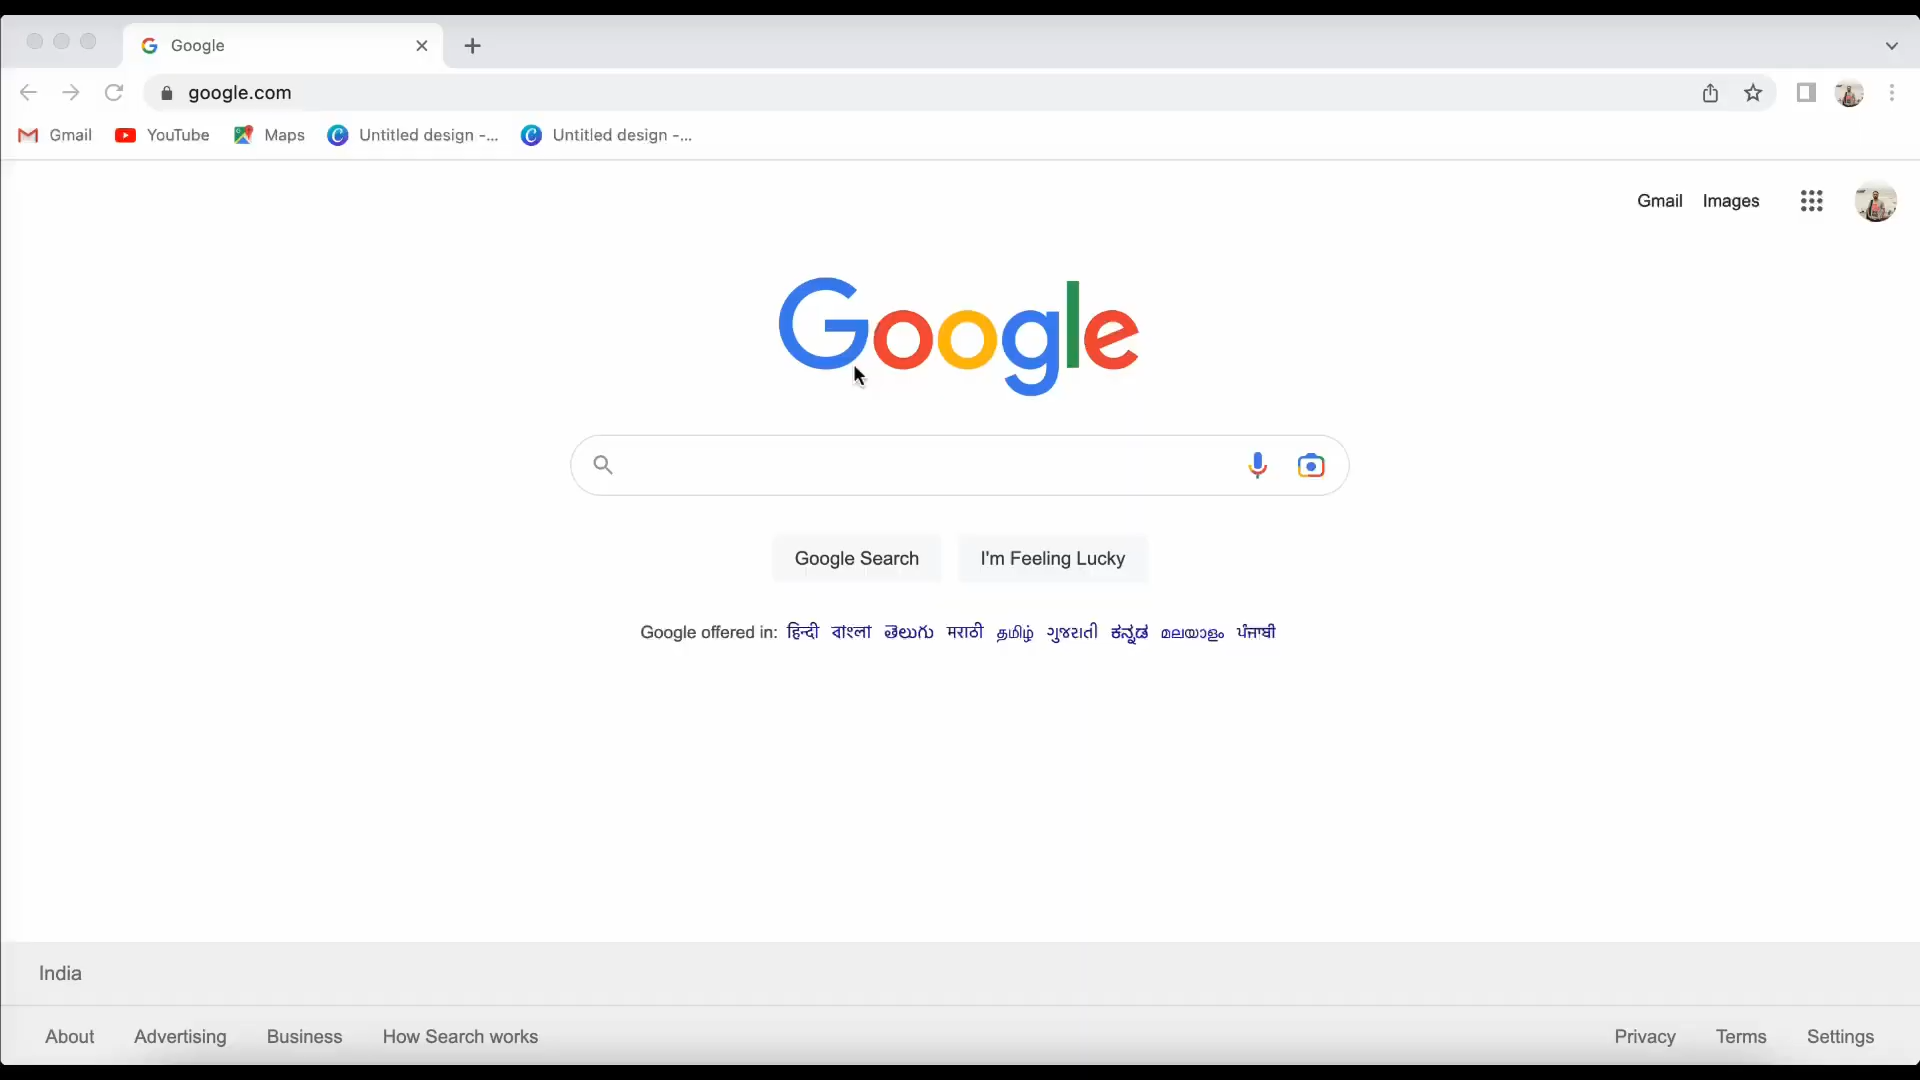 Google
google.com
Gmail YouTube Maps Untitled design -... Untitled design -...
Gmail Images
Google
Google Search I'm Feeling Lucky
Google offered in: हिन्दी বাংলা తెలుగు मराठी தமிழ் ગુજરાતી ಕನ್ನಡ മലയാളം ਪੰਜਾਬੀ
India
About Advertising Business How Search works Privacy Terms Settings